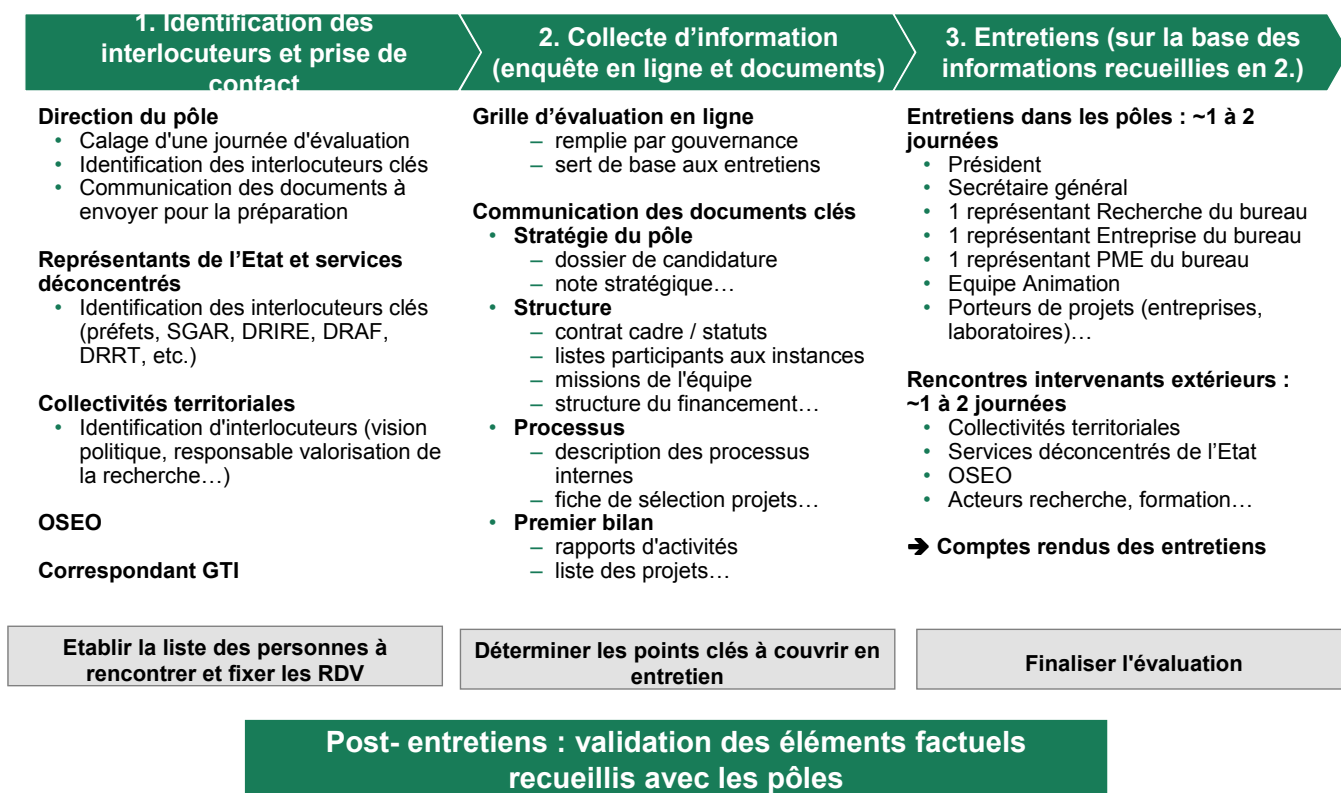 1. Identification des
interlocuteurs et prise de
contact
2. Collecte d’information
(enquête en ligne et documents)
3. Entretiens (sur la base des
informations recueillies en 2.)
Direction du pôle
• Calage d'une journée d'évaluation
• Identification des interlocuteurs clés
• Communication des documents à
envoyer pour la préparation
Représentants de l’Etat et services
déconcentrés
• Identification des interlocuteurs clés
(préfets, SGAR, DRIRE, DRAF,
DRRT, etc.)
Collectivités territoriales
• Identification d'interlocuteurs (vision
politique, responsable valorisation de
la recherche…)
OSEO
Correspondant GTI
Grille d’évaluation en ligne
– remplie par gouvernance
– sert de base aux entretiens
Communication des documents clés
• Stratégie du pôle
– dossier de candidature
– note stratégique…
• Structure
– contrat cadre / statuts
– listes participants aux instances
– missions de l'équipe
– structure du financement…
• Processus
– description des processus
internes
– fiche de sélection projets…
• Premier bilan
– rapports d'activités
– liste des projets…
Entretiens dans les pôles : ~1 à 2
journées
• Président
• Secrétaire général
• 1 représentant Recherche du bureau
• 1 représentant Entreprise du bureau
• 1 représentant PME du bureau
• Equipe Animation
• Porteurs de projets (entreprises,
laboratoires)…
Rencontres intervenants extérieurs :
~1 à 2 journées
• Collectivités territoriales
• Services déconcentrés de l’Etat
• OSEO
• Acteurs recherche, formation…
➔ Comptes rendus des entretiens
Etablir la liste des personnes à
rencontrer et fixer les RDV
Déterminer les points clés à couvrir en
entretien
Finaliser l'évaluation
Post- entretiens : validation des éléments factuels
recueillis avec les pôles